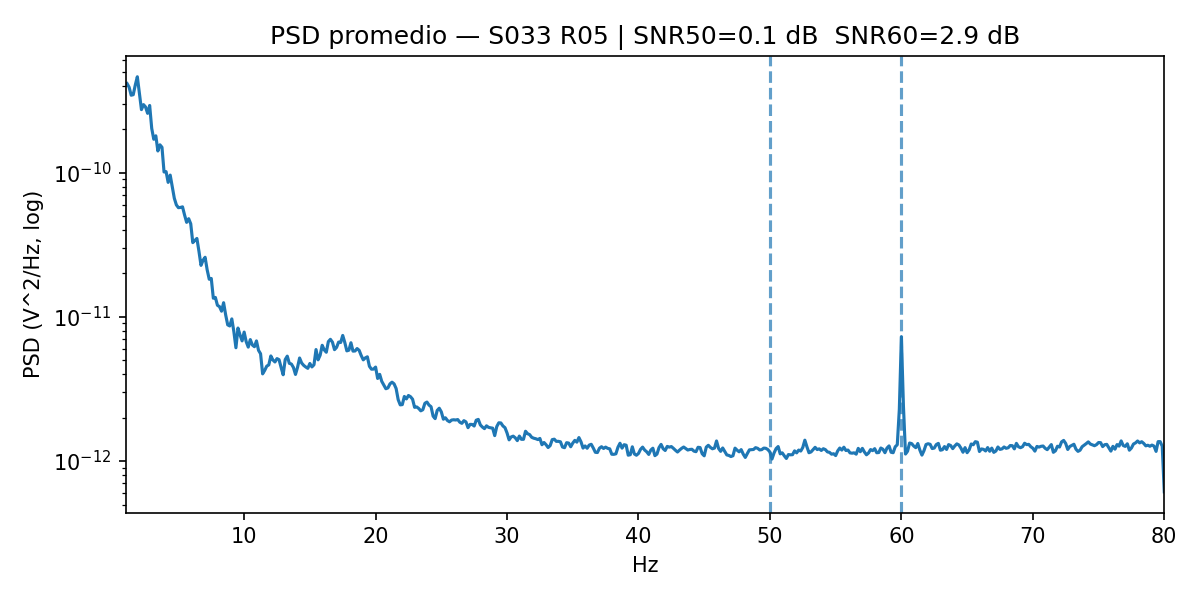 PSD promedio — S033 R05 | SNR50=0.1 dB  SNR60=2.9 dB
PSD (V^2/Hz, log)
10⁻¹⁰
10⁻¹¹
10⁻¹²
10 20 30 40 50 60 70 80
Hz